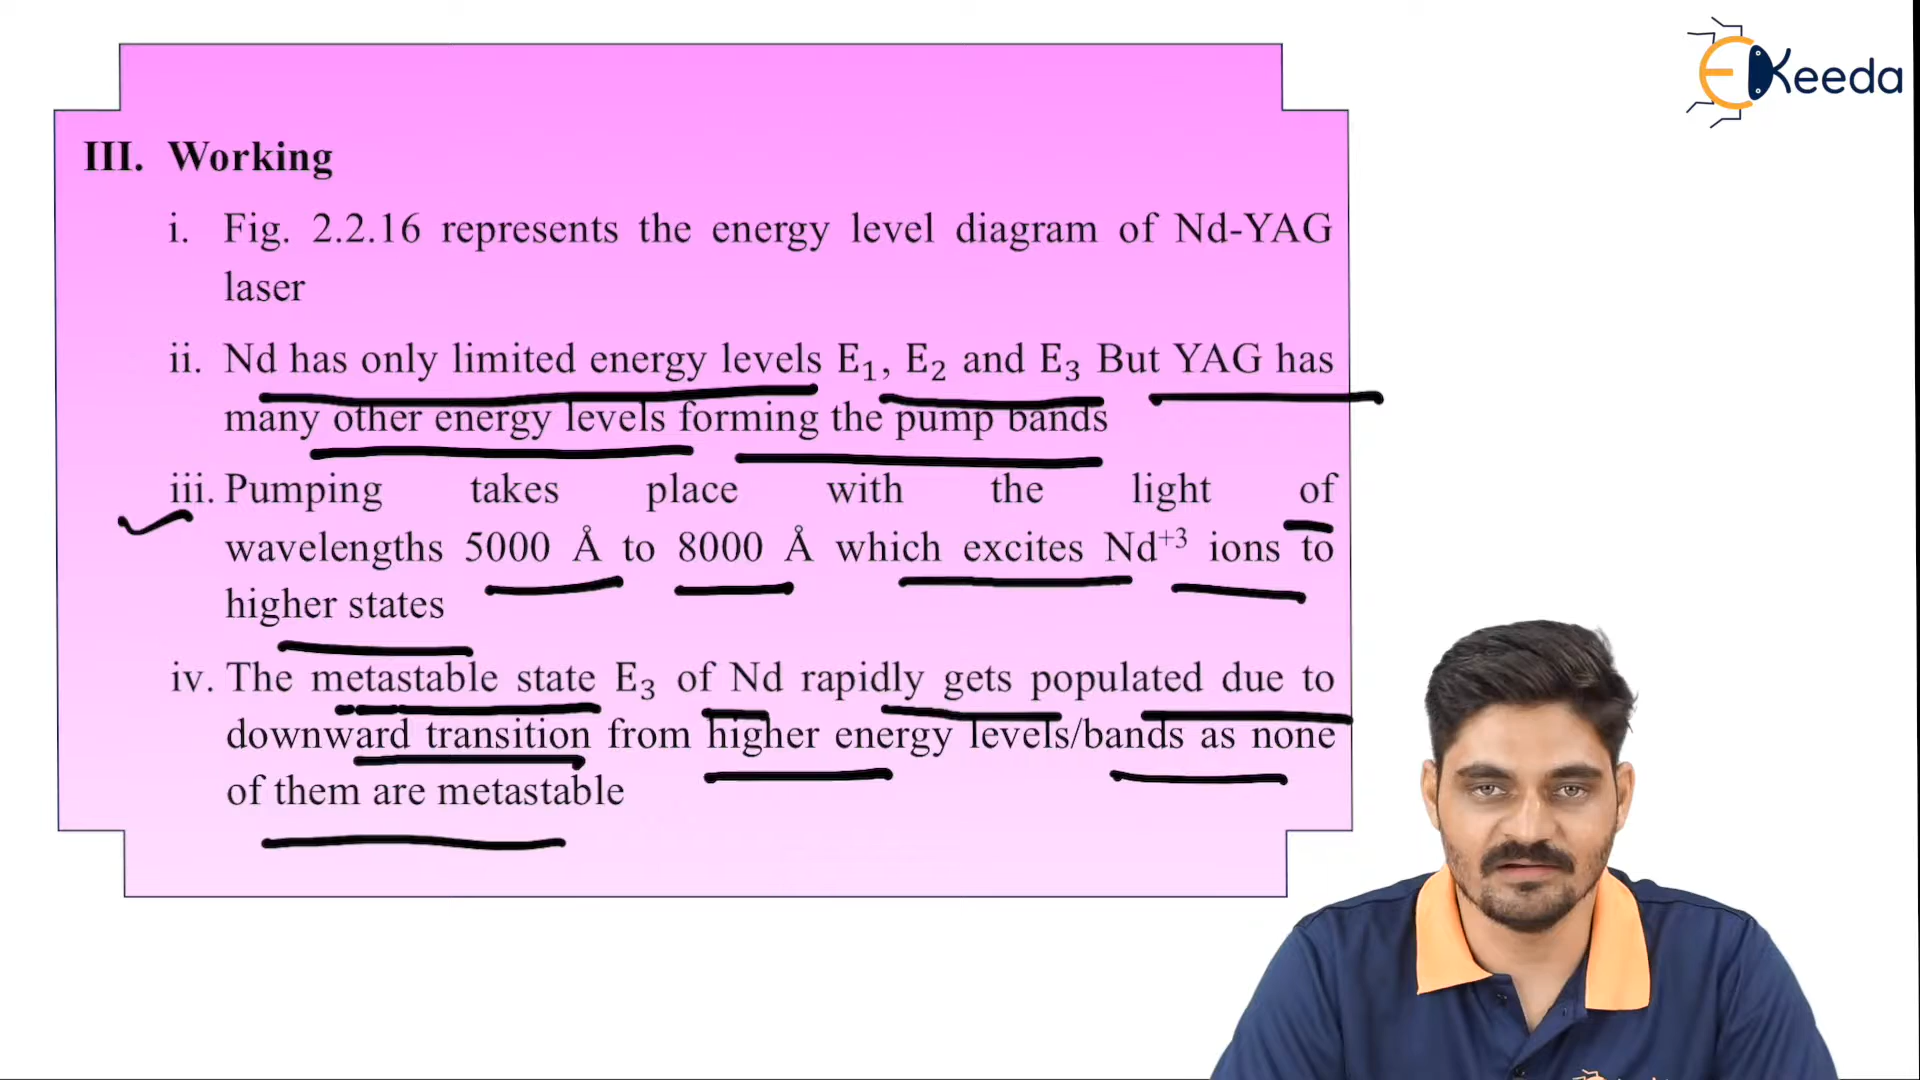 EKeeda
III. Working
i. Fig. 2.2.16 represents the energy level diagram of Nd-YAG
laser
ii. Nd has only limited energy levels E₁, E₂ and E₃ But YAG has
many other energy levels forming the pump bands
iii. Pumping takes place with the light of
wavelengths 5000 Å to 8000 Å which excites Nd⁺³ ions to
higher states
iv. The metastable state E₃ of Nd rapidly gets populated due to
downward transition from higher energy levels/bands as none
of them are metastable